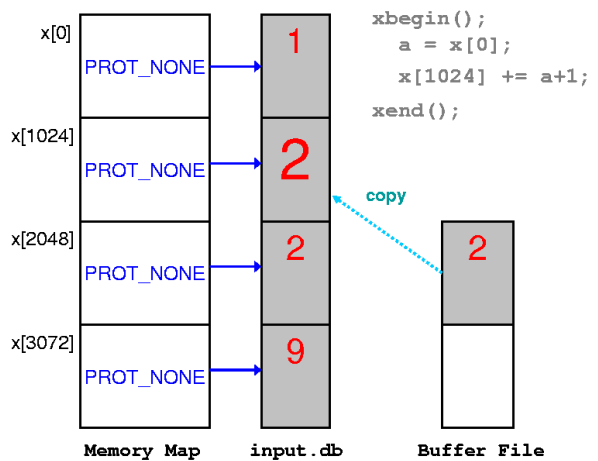 x[0]
PROT_NONE
1
xbegin();
a = x[0];
x[1024] += a+1;
xend();
x[1024]
PROT_NONE
2
copy
x[2048]
PROT_NONE
2
2
x[3072]
PROT_NONE
9
Memory Map
input.db
Buffer File